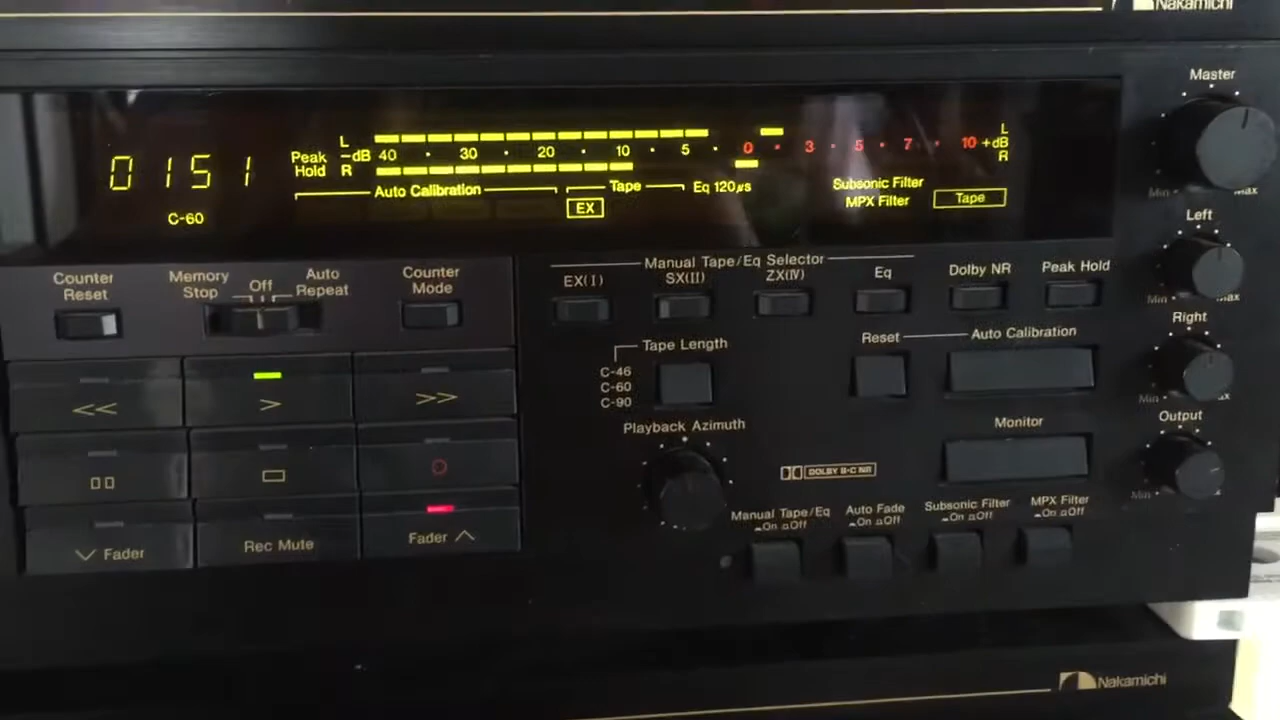 Nakamichi
Master
Min Max
0151
C-60
Peak Hold
L -dB R
40 30 20 10 5 0 3 5 7 10 +dB
L
R
Auto Calibration
Tape
EX
Eq 120μs
Subsonic Filter
MPX Filter
Tape
Left
Min Max
Counter Reset
Memory Stop
Off
Auto Repeat
Counter Mode
Manual Tape/Eq Selector
EX(I)
SX(II)
ZX(IV)
Eq
Dolby NR
Peak Hold
Right
Min
Tape Length
C-46
C-60
C-90
Reset
Auto Calibration
<<
>
>>
Playback Azimuth
Monitor
Output
Min
DOLBY B-C NR
Manual Tape/Eq
On Off
Auto Fade
On Off
Subsonic Filter
On Off
MPX Filter
On Off
Fader
Rec Mute
Fader
Nakamichi